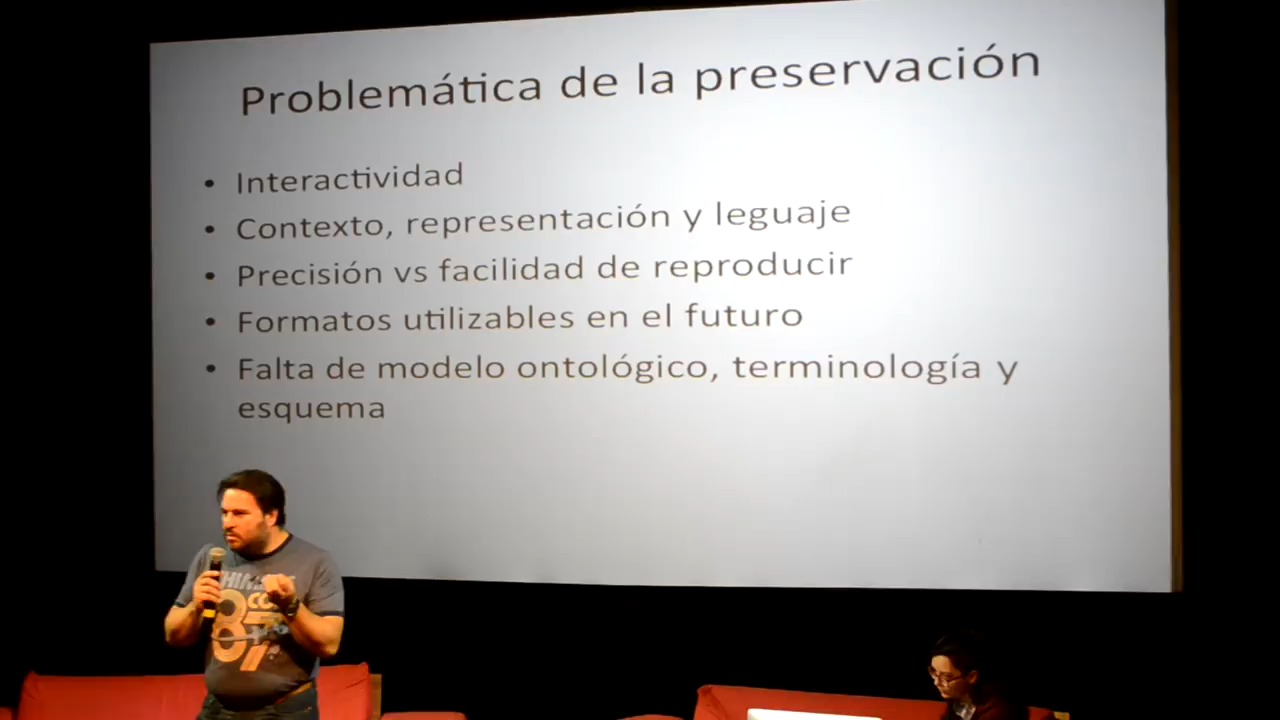 Problemática de la preservación
• Interactividad
• Contexto, representación y leguaje
• Precisión vs facilidad de reproducir
• Formatos utilizables en el futuro
• Falta de modelo ontológico, terminología y
esquema
87